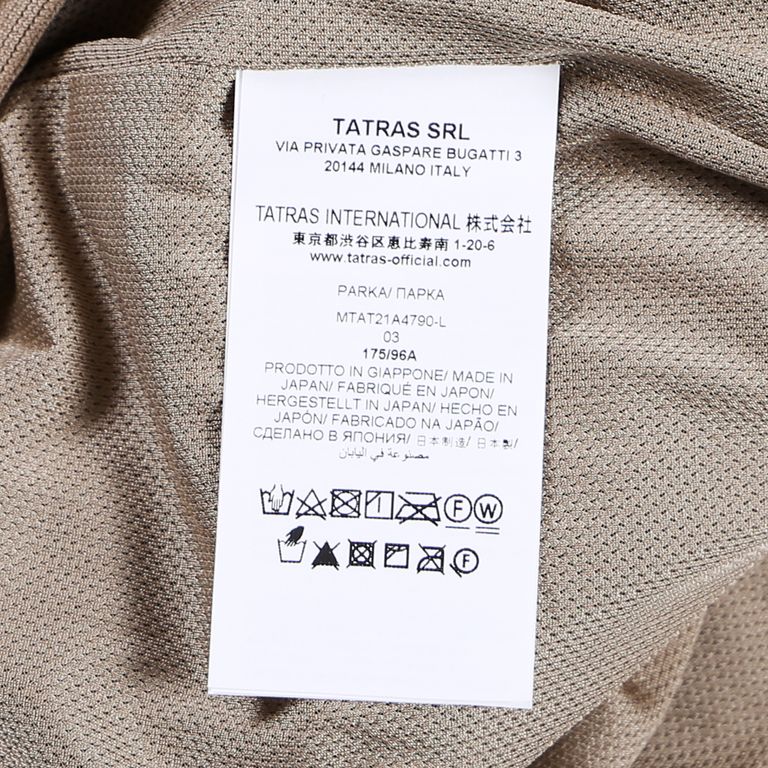 TATRAS SRL
VIA PRIVATA GASPARE BUGATTI 3
20144 MILANO ITALY
TATRAS INTERNATIONAL 株式会社
東京都渋谷区恵比寿南 1-20-6
www.tatras-official.com
PARKA/ ПАРКА
MTAT21A4790-L
03
175/96A
PRODOTTO IN GIAPPONE/ MADE IN
JAPAN/ FABRIQUÉ EN JAPON/
HERGESTELLT IN JAPAN/ HECHO EN
JAPÓN/ FABRICADO NA JAPÃO/
СДЕЛАНО В ЯПОНИЯ/ 日本制造/ 日本製/
مصنوعة في اليابان
F W
F